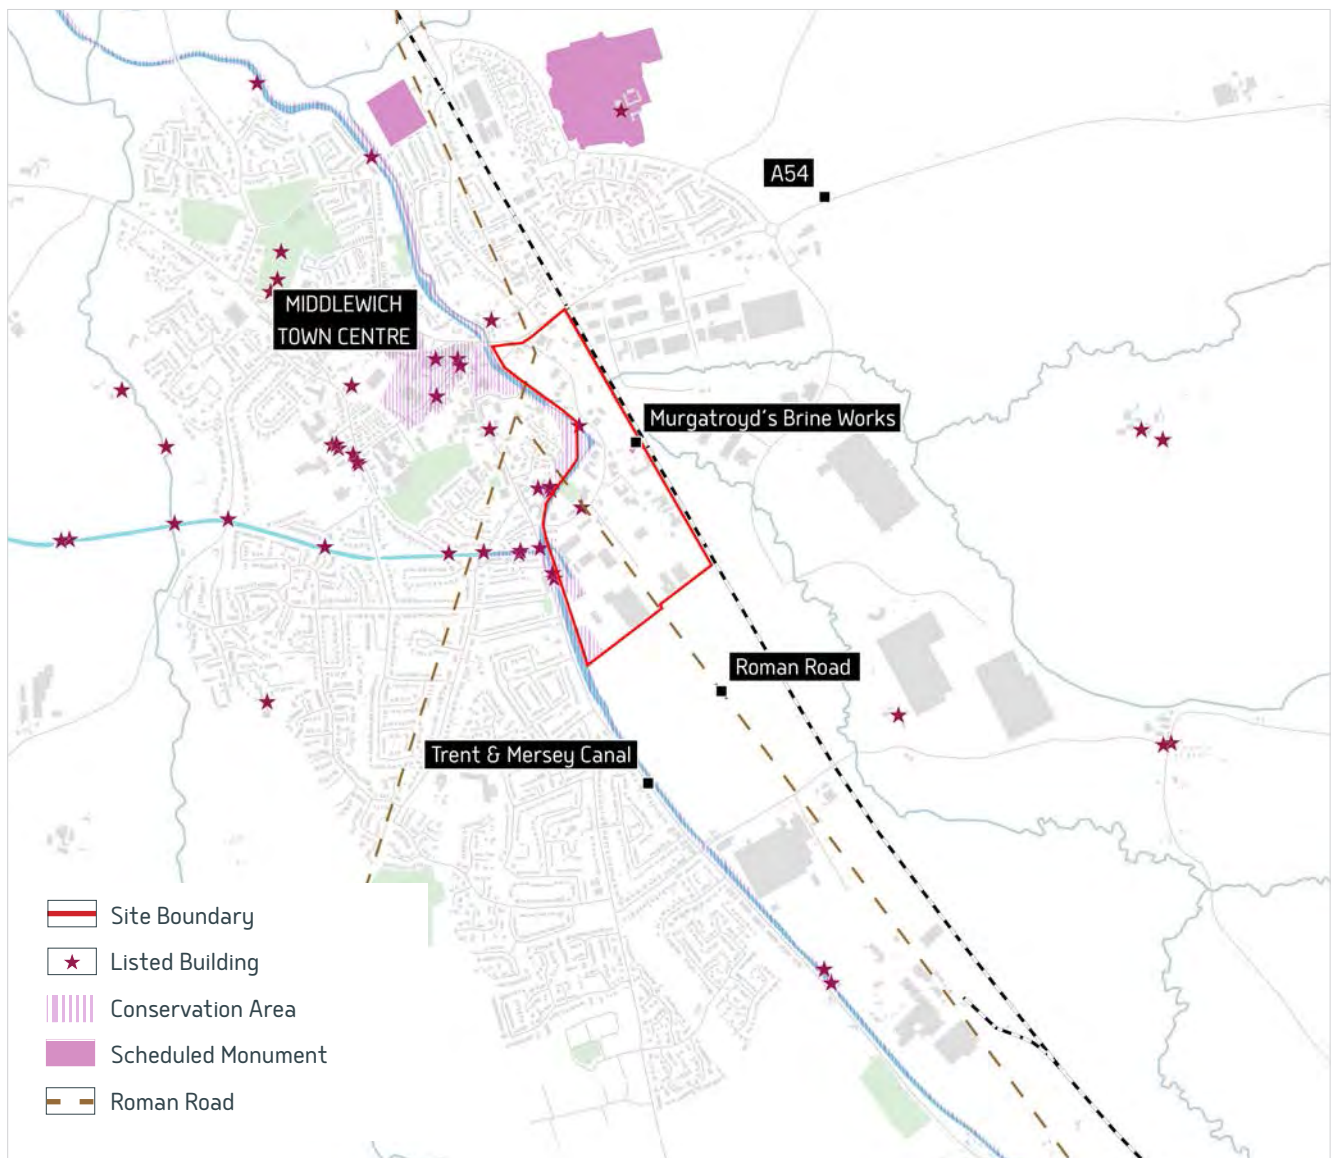 A54
MIDDLEWICH
TOWN CENTRE
Murgatroyd's Brine Works
Roman Road
Trent & Mersey Canal
Site Boundary
Listed Building
Conservation Area
Scheduled Monument
Roman Road